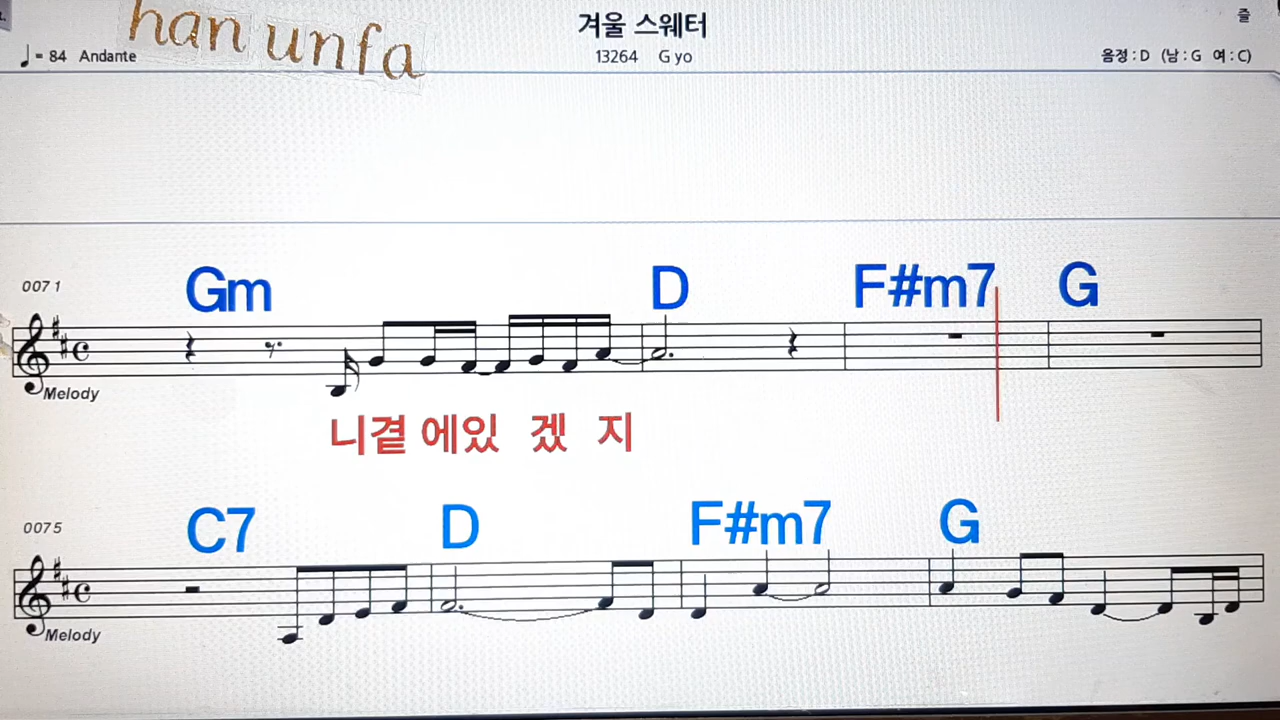 han unfa
겨울 스웨터
즐
♩= 84 Andante
13264 G yo
음정 : D (남 : G 여 : C)
0071
Gm D F#m7 G
Melody
니곁 에있 겠 지
0075
C7 D F#m7 G
Melody